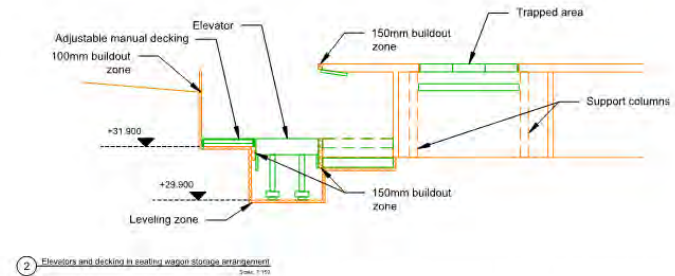 Trapped area
Elevator
150mm buildout
zone
Adjustable manual decking
100mm buildout
zone
Support columns
+31.900
+29.900
150mm buildout
zone
Leveling zone
2
Elevators and decking in seating wagon storage arrangement